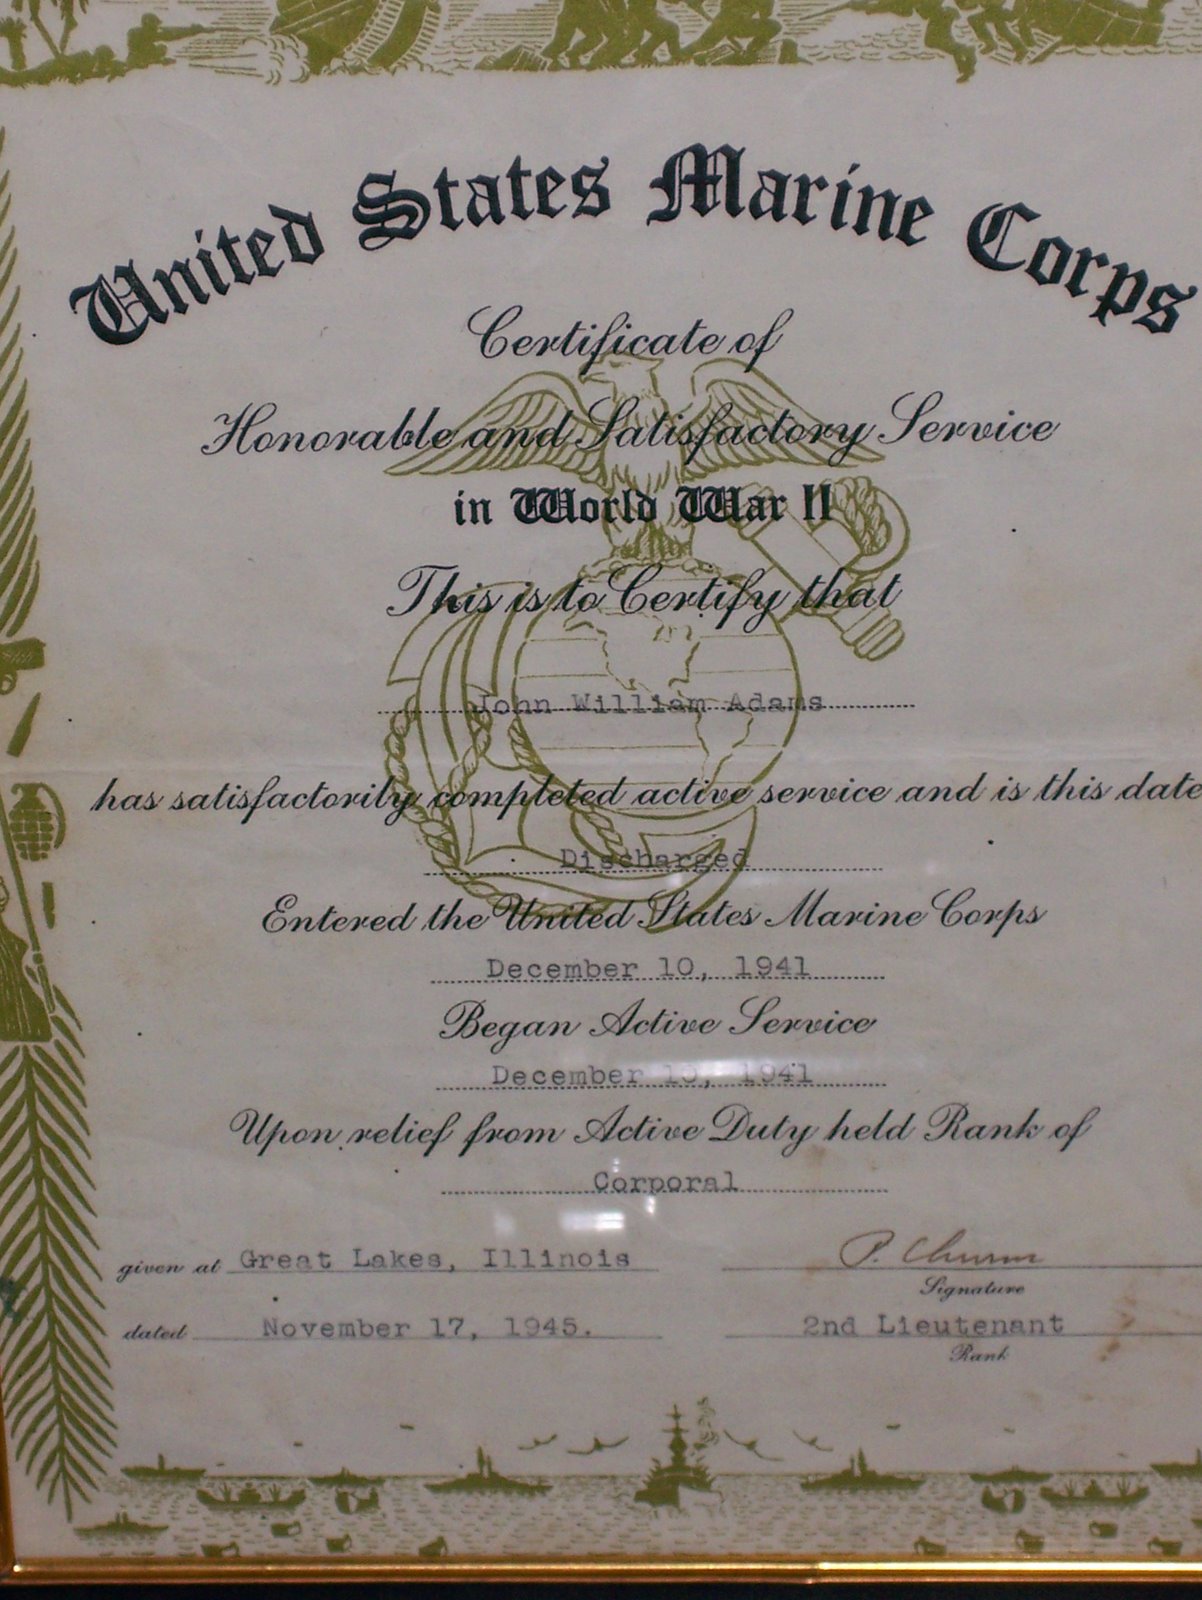 United States Marine Corps
Certificate of
Honorable and Satisfactory Service
in World War II
This is to Certify that
John William Adams
has satisfactorily completed active service and is this date
Discharged
Entered the United States Marine Corps
December 10, 1941
Began Active Service
December 10, 1941
Upon relief from Active Duty held Rank of
Corporal
given at Great Lakes, Illinois
Signature
dated November 17, 1945.
2nd Lieutenant
Rank